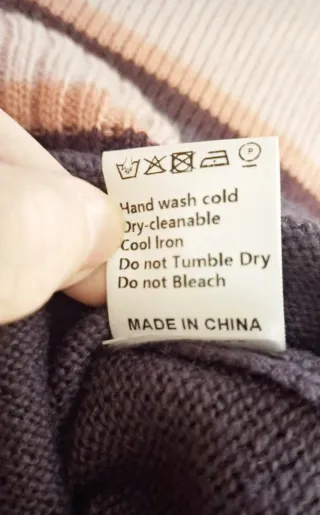 Hand wash cold
Dry-cleanable
Cool Iron
Do not Tumble Dry
Do not Bleach
MADE IN CHINA